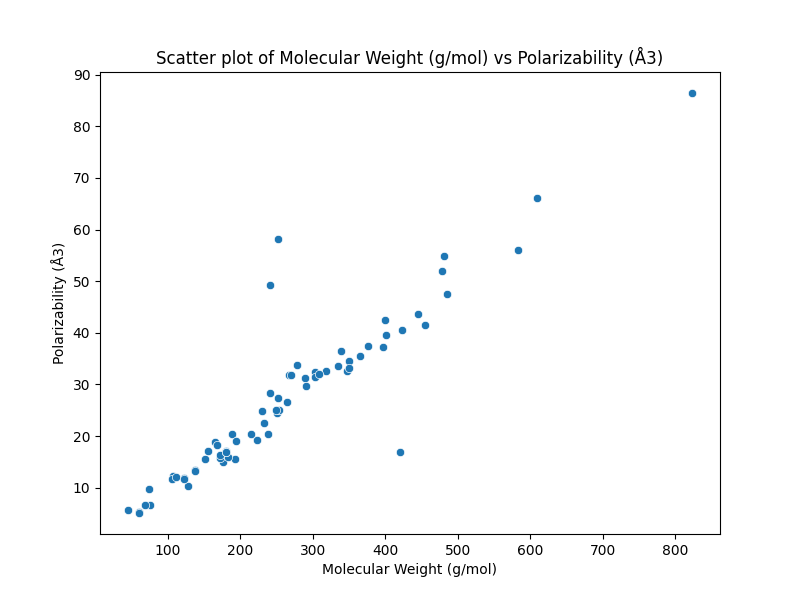 Scatter plot of Molecular Weight (g/mol) vs Polarizability (Å3)
90
80
70
60
50
40
30
20
10
Polarizability (Å3)
100 200 300 400 500 600 700 800
Molecular Weight (g/mol)